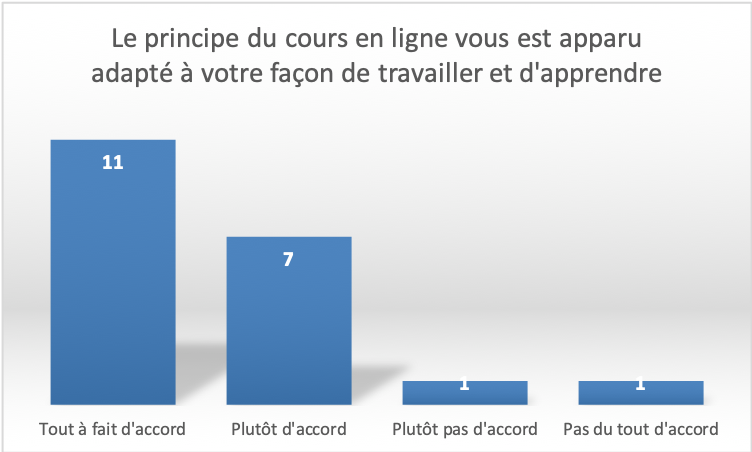 Le principe du cours en ligne vous est apparu
adapté à votre façon de travailler et d'apprendre
11
7
1
1
Tout à fait d'accord
Plutôt d'accord
Plutôt pas d'accord
Pas du tout d'accord